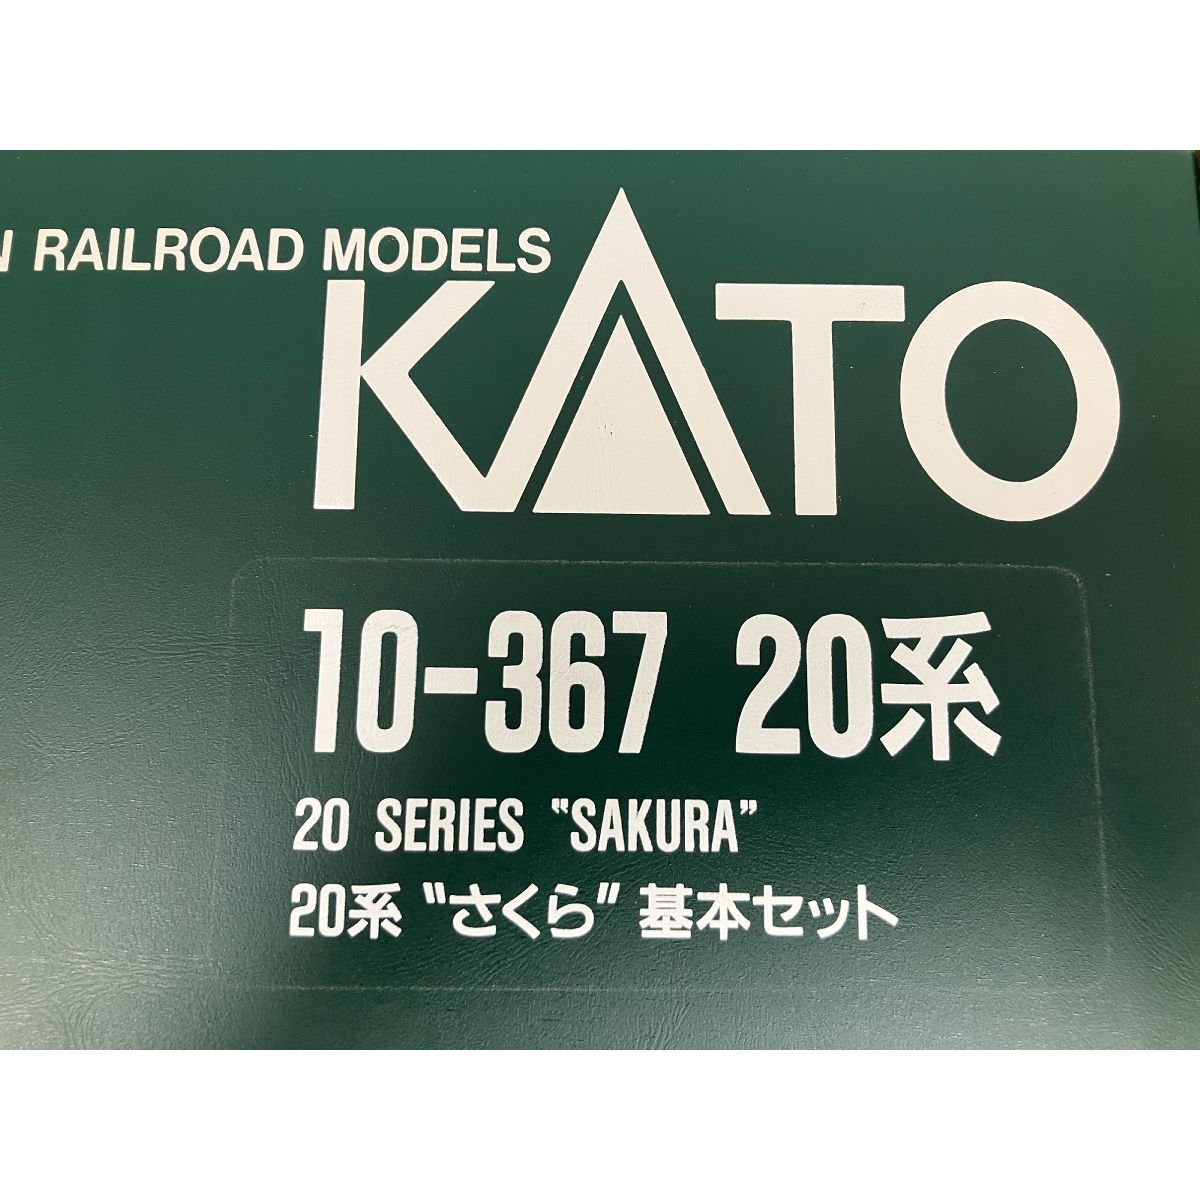 RAILROAD MODELS
KATO
10-367 20系
20 SERIES "SAKURA"
20系 "さくら" 基本セット